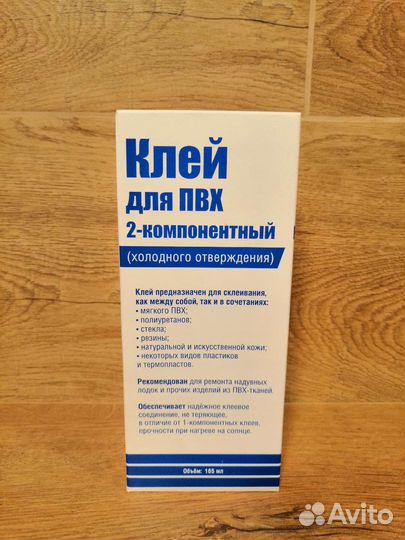 Клей
для ПВХ
2-компонентный
(холодного отверждения)
Клей предназначен для склеивания,
как между собой, так и в сочетаниях:
• мягкого ПВХ;
• полиуретанов;
• стекла;
• резины;
• натуральной и искусственной кожи;
• некоторых видов пластиков
и термопластов.
Рекомендован для ремонта надувных
лодок и прочих изделий из ПВХ-тканей.
Обеспечивает надёжное клеевое
соединение, не теряющее,
в отличие от 1-компонентных клеев,
прочности при нагреве на солнце.
Объём: 165 мл
Avito